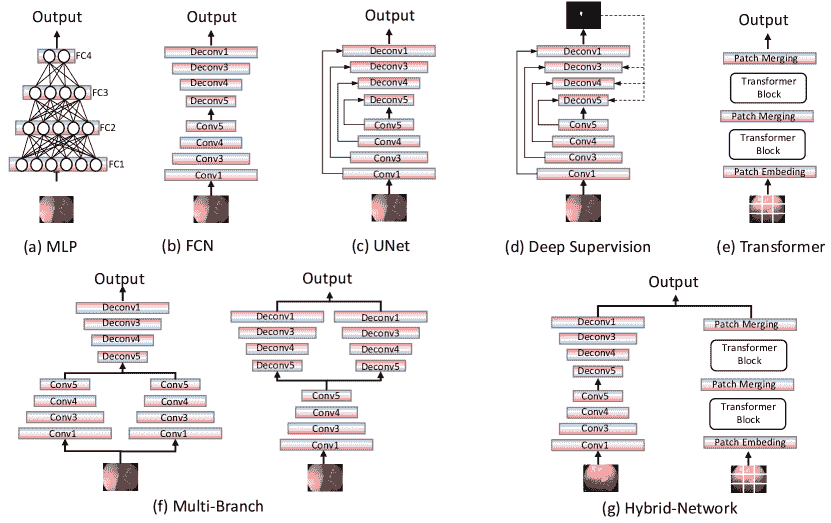 Output
FC4
FC3
FC2
FC1
(a) MLP
Output
Deconv1
Deconv3
Deconv4
Deconv5
Conv5
Conv4
Conv3
Conv1
(b) FCN
Output
Deconv1
Deconv3
Deconv4
Deconv5
Conv5
Conv4
Conv3
Conv1
(c) UNet
Deconv1
Deconv3
Deconv4
Deconv5
Conv5
Conv4
Conv3
Conv1
(d) Deep Supervision
Output
Patch Merging
Transformer
Block
Patch Merging
Transformer
Block
Patch Embeding
(e) Transformer
Output
Deconv1
Deconv3
Deconv4
Deconv5
Conv5
Conv4
Conv3
Conv1
Conv5
Conv4
Conv3
Conv1
Output
Deconv1
Deconv3
Deconv4
Deconv5
Deconv1
Deconv3
Deconv4
Deconv5
Conv5
Conv4
Conv3
Conv1
(f) Multi-Branch
Output
Deconv1
Deconv3
Deconv4
Deconv5
Conv5
Conv4
Conv3
Conv1
Patch Merging
Transformer
Block
Patch Merging
Transformer
Block
Patch Embeding
(g) Hybrid-Network